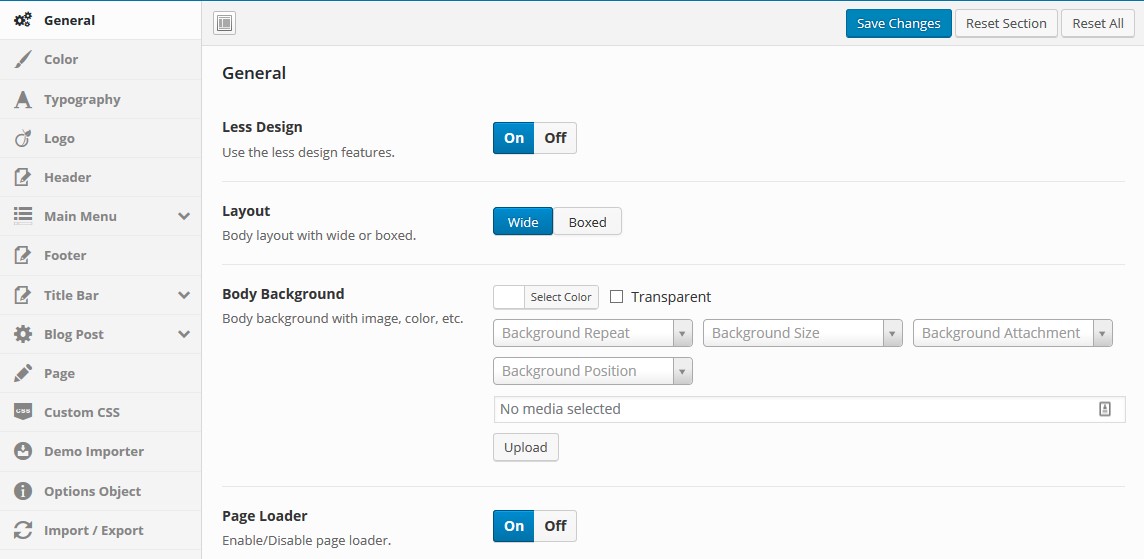 General
Color
Typography
Logo
Header
Main Menu
Footer
Title Bar
Blog Post
Page
CSS
Custom CSS
Demo Importer
Options Object
Import / Export
Save Changes Reset Section Reset All
General
Less Design
Use the less design features.
On Off
Layout
Body layout with wide or boxed.
Wide Boxed
Body Background
Body background with image, color, etc.
Select Color Transparent
Background Repeat Background Size Background Attachment
Background Position
No media selected
Upload
Page Loader
Enable/Disable page loader.
On Off